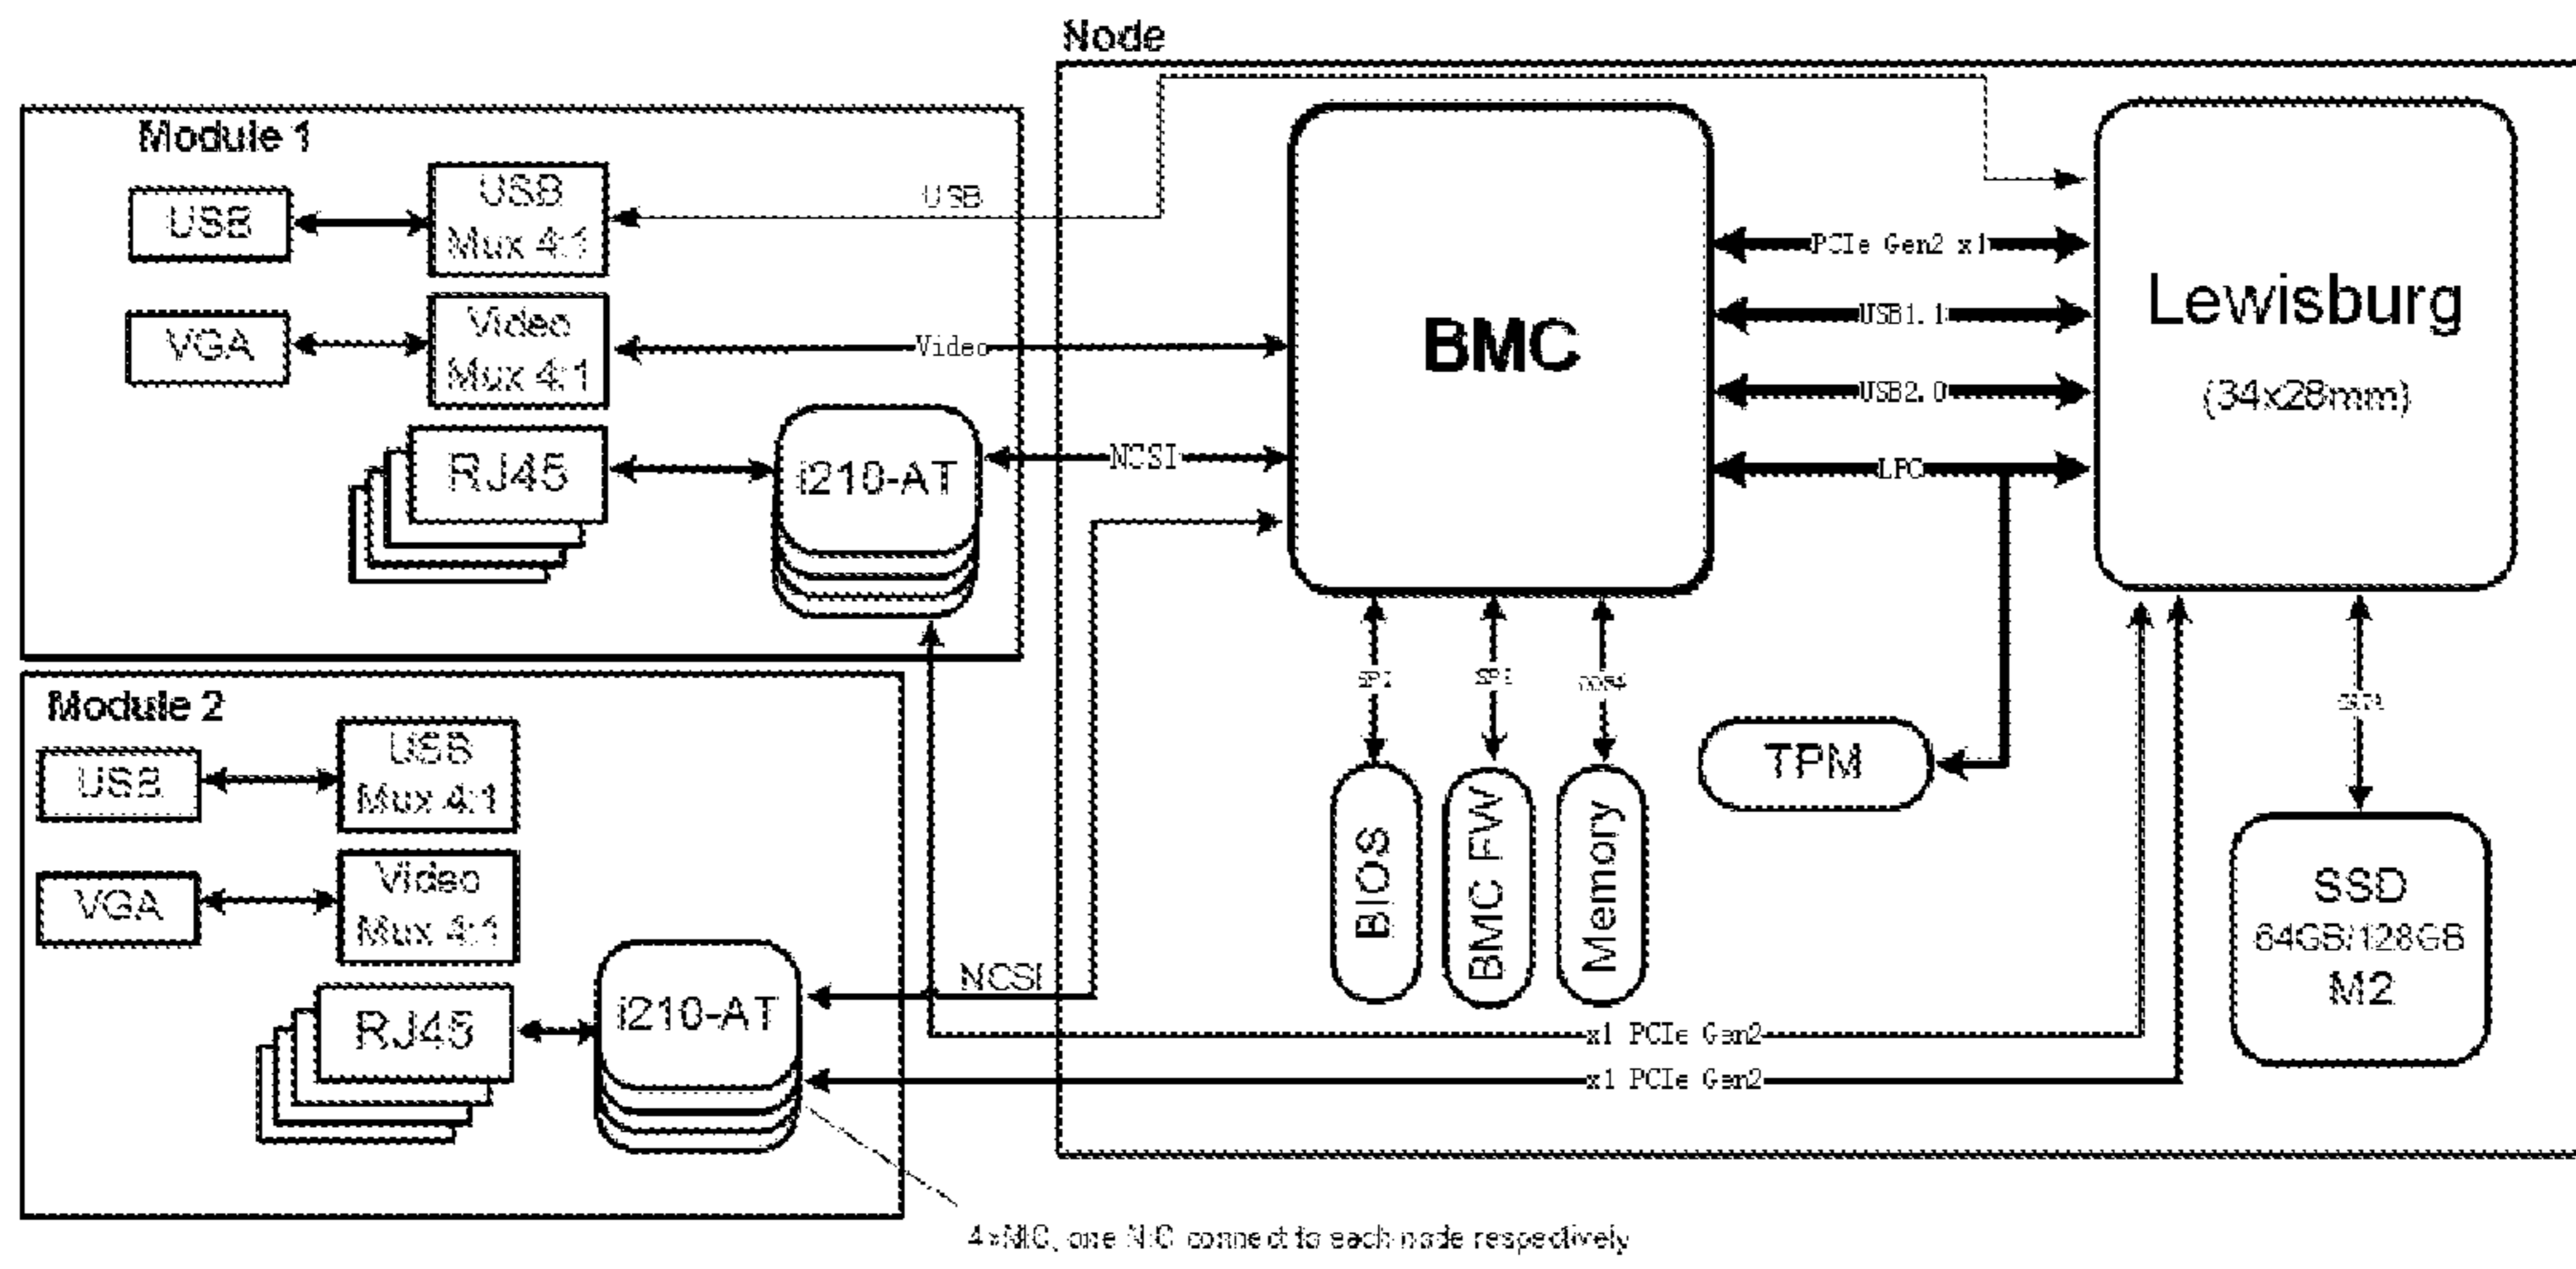 Node
Module 1
USB
USB
Mux 4:1
USB
VGA
Video
Mux 4:1
Video
RJ45
i210-AT
NCSI
BMC
PCIe Gen2 x1
USB1.1
USB2.0
LPC
Lewisburg
(34x28mm)
SPI
SPI
BIOS
BMC FW
Memory
TPM
SSD
64GB/128GB
M2
Module 2
USB
USB
Mux 4:1
VGA
Video
Mux 4:1
RJ45
i210-AT
NCSI
x1 PCIe Gen2
x1 PCIe Gen2
4xNIC, one NIC connect to each node respectively